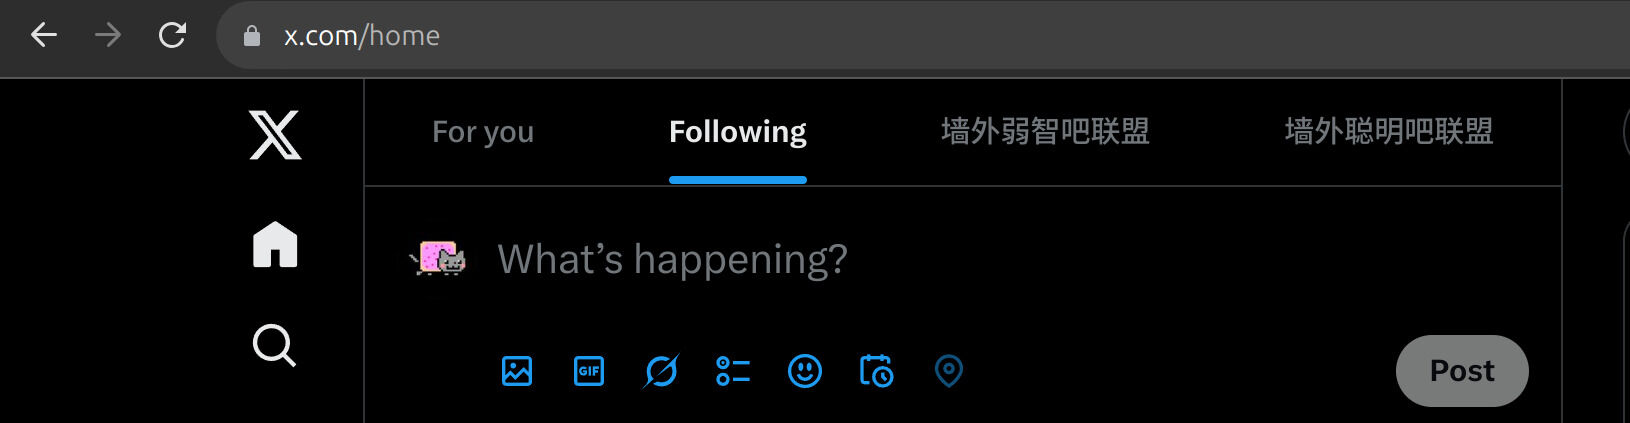 x.com/home
For you
Following
墙外弱智吧联盟
墙外聪明吧联盟
What’s happening?
GIF
Post